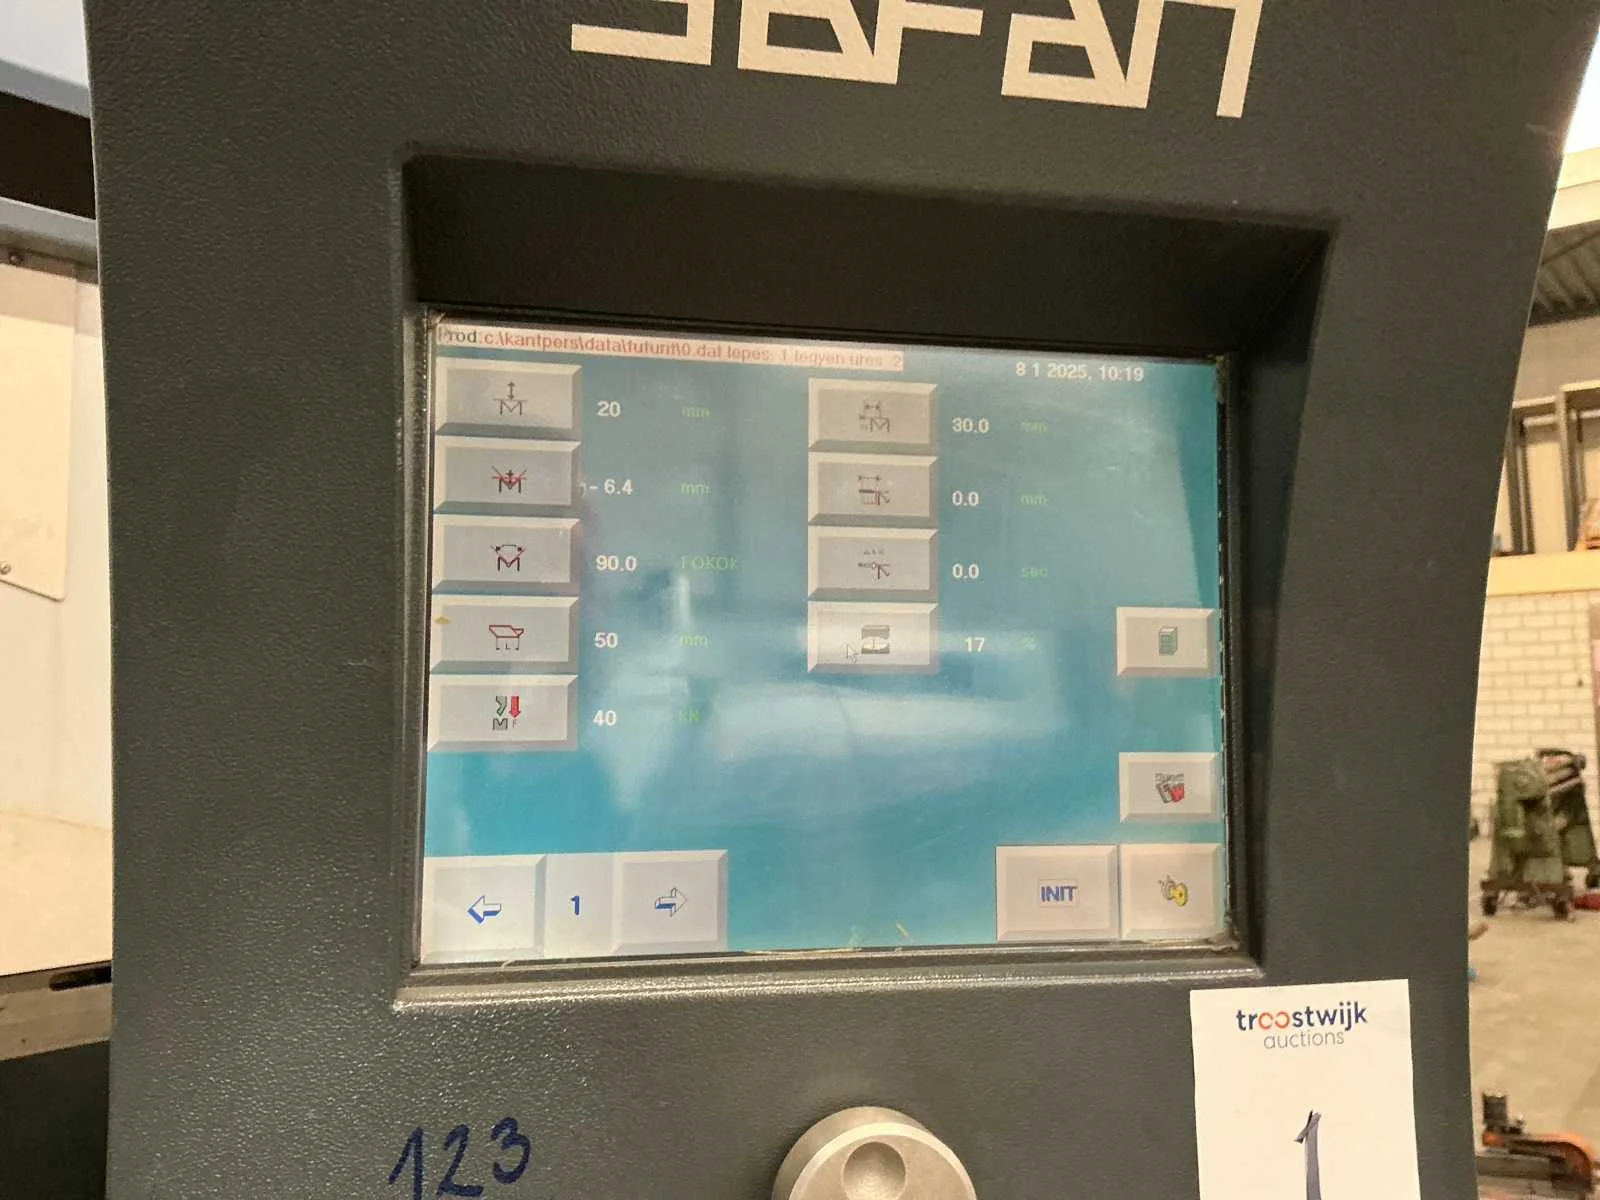 safan
Prod:c:\kantpers\data\futurit\0.dat lepes: 1 legyen ures 2
8 1 2025, 10:19
20 mm
30.0 mm
- 6.4 mm
0.0 mm
90.0 FOKOK
0.0 sec
50 mm
17 %
40 KN
1
INIT
troostwijk
auctions
123
1